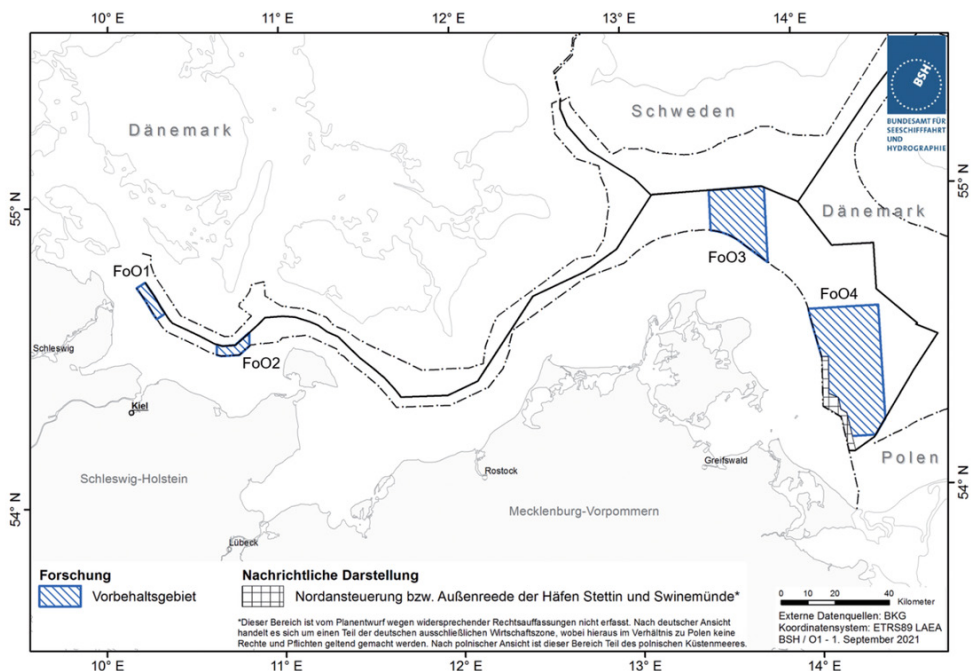 10° E 11° E 12° E 13° E 14° E
BSH
BUNDESAMT FÜR
SEESCHIFFFAHRT
UND
HYDROGRAPHIE
Schweden
Dänemark
55° N
55° N
Dänemark
FoO3
FoO1
FoO4
Schleswig
FoO2
Kiel
Polen
Greifswald
Rostock
Schleswig-Holstein
54° N
54° N
Mecklenburg-Vorpommern
Lübeck
Forschung
Vorbehaltsgebiet
Nachrichtliche Darstellung
Nordansteuerung bzw. Außenreede der Häfen Stettin und Swinemünde*
*Dieser Bereich ist vom Planentwurf wegen widersprechender Rechtsauffassungen nicht erfasst. Nach deutscher Ansicht
handelt es sich um einen Teil der deutschen ausschließlichen Wirtschaftszone, wobei hieraus im Verhältnis zu Polen keine
Rechte und Pflichten geltend gemacht werden. Nach polnischer Ansicht ist dieser Bereich Teil des polnischen Küstenmeeres.
0 10 20 40
Kilometer
Externe Datenquellen: BKG
Koordinatensystem: ETRS89 LAEA
BSH / O1 - 1. September 2021
10° E 11° E 12° E 13° E 14° E